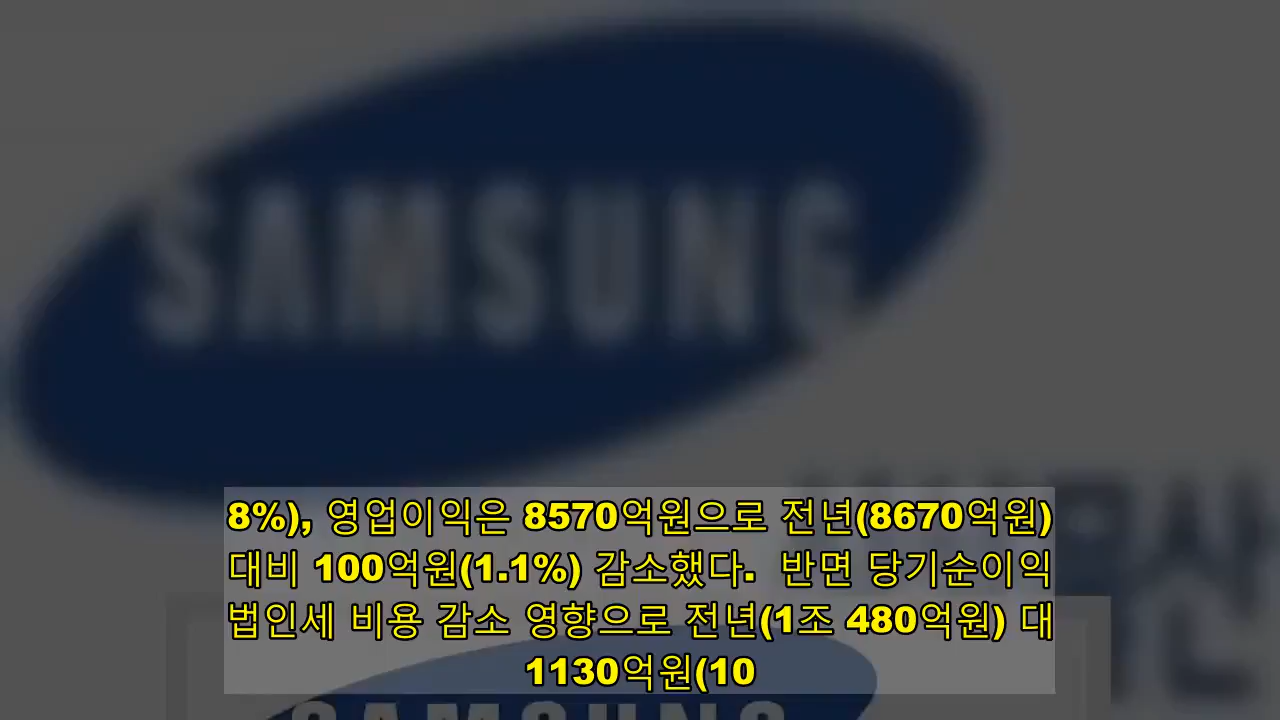 SAMSUNG
8%), 영업이익은 8570억원으로 전년(8670억원)
대비 100억원(1.1%) 감소했다.  반면 당기순이익
법인세 비용 감소 영향으로 전년(1조 480억원) 대
1130억원(10
SAMSUNG